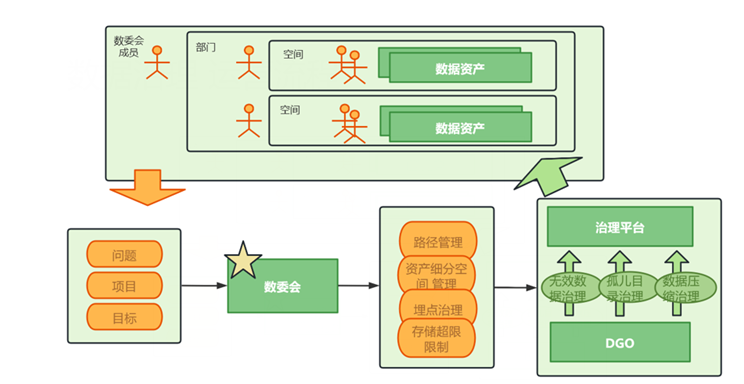 数委会
成员
部门
空间
数据资产
空间
数据资产
问题
项目
目标
数委会
路径管理
资产细分空
间 管理
埋点治理
存储超限
限制
治理平台
无效数
据治理
孤儿目
录治理
数据压
缩治理
DGO